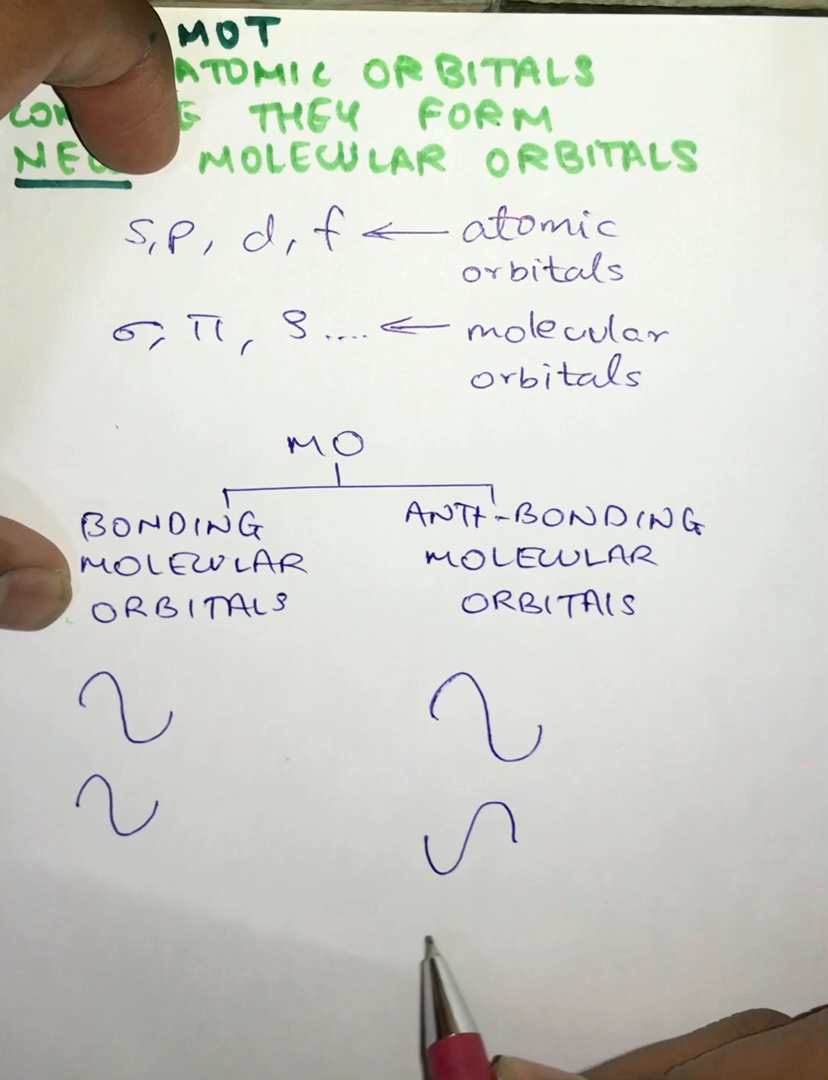 MOT
ATOMIC ORBITALS
THEY FORM
NEW MOLECULAR ORBITALS
s, p, d, f ← atomic
orbitals
σ, π, δ .... ← molecular
orbitals
MO
BONDING
MOLECULAR
ORBITALS
ANTI-BONDING
MOLECULAR
ORBITALS